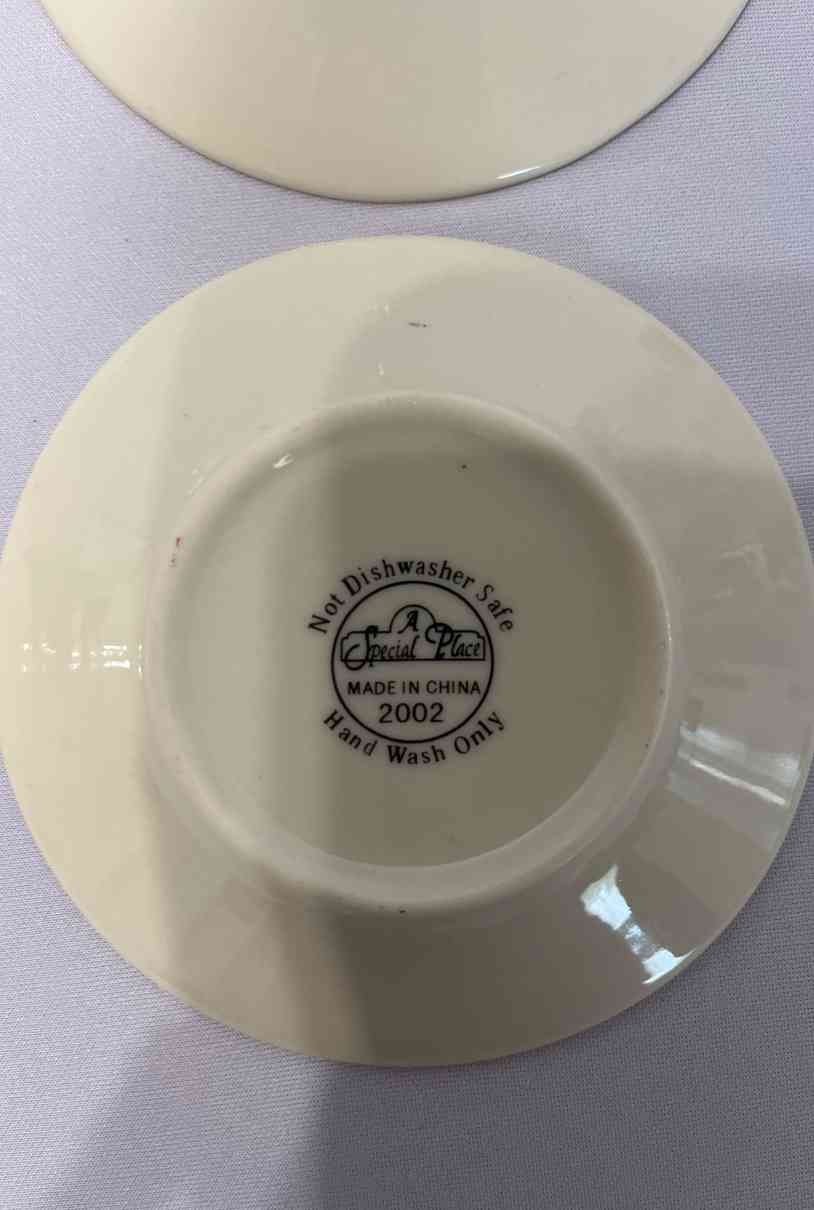 Not Dishwasher Safe
A
Special Place
MADE IN CHINA
2002
Hand Wash Only